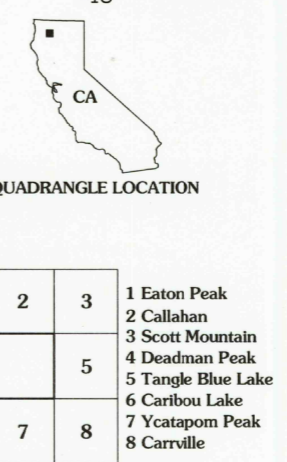 CA
QUADRANGLE LOCATION
2 3
5
7 8
1 Eaton Peak
2 Callahan
3 Scott Mountain
4 Deadman Peak
5 Tangle Blue Lake
6 Caribou Lake
7 Ycatapom Peak
8 Carrville